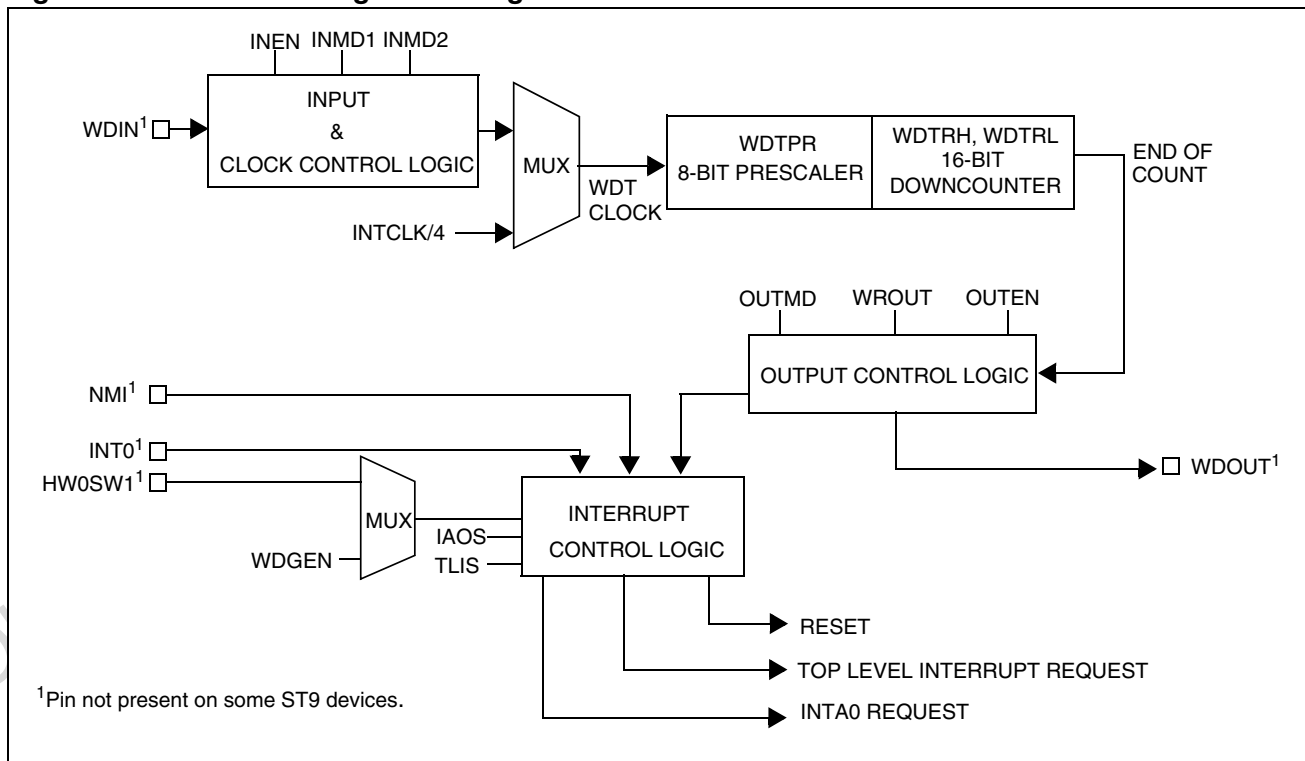 INEN INMD1 INMD2
INPUT
&
CLOCK CONTROL LOGIC
WDIN¹
MUX
INTCLK/4
WDT
CLOCK
WDTPR
8-BIT PRESCALER
WDTRH, WDTRL
16-BIT
DOWNCOUNTER
END OF
COUNT
OUTMD WROUT OUTEN
OUTPUT CONTROL LOGIC
NMI¹
INT0¹
HW0SW1¹
WDOUT¹
MUX
WDGEN
IAOS
TLIS
INTERRUPT
CONTROL LOGIC
RESET
TOP LEVEL INTERRUPT REQUEST
INTA0 REQUEST
¹Pin not present on some ST9 devices.